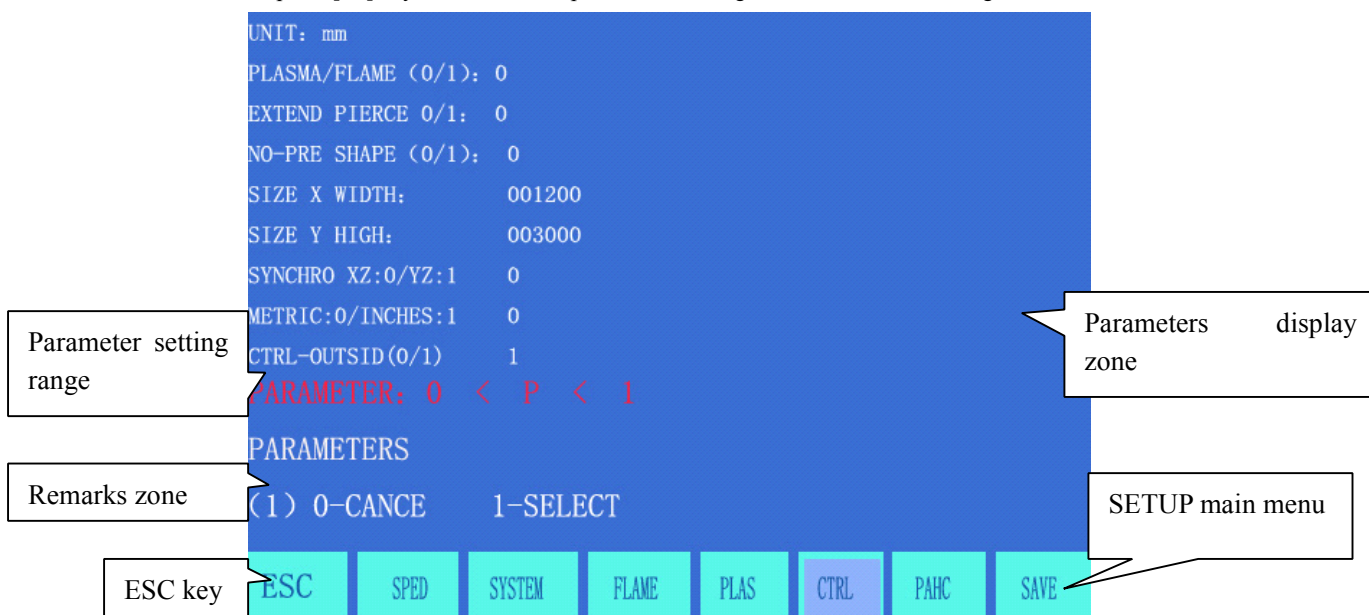 UNIT: mm
PLASMA/FLAME (0/1): 0
EXTEND PIERCE 0/1: 0
NO-PRE SHAPE (0/1): 0
SIZE X WIDTH: 001200
SIZE Y HIGH: 003000
SYNCHRO XZ:0/YZ:1 0
METRIC:0/INCHES:1 0
CTRL-OUTSID(0/1) 1
PARAMETER: 0 < P < 1
PARAMETERS
(1) 0-CANCE 1-SELECT
ESC SPED SYSTEM FLAME PLAS CTRL PAHC SAVE
Parameter setting
range
Remarks zone
ESC key
Parameters display
zone
SETUP main menu